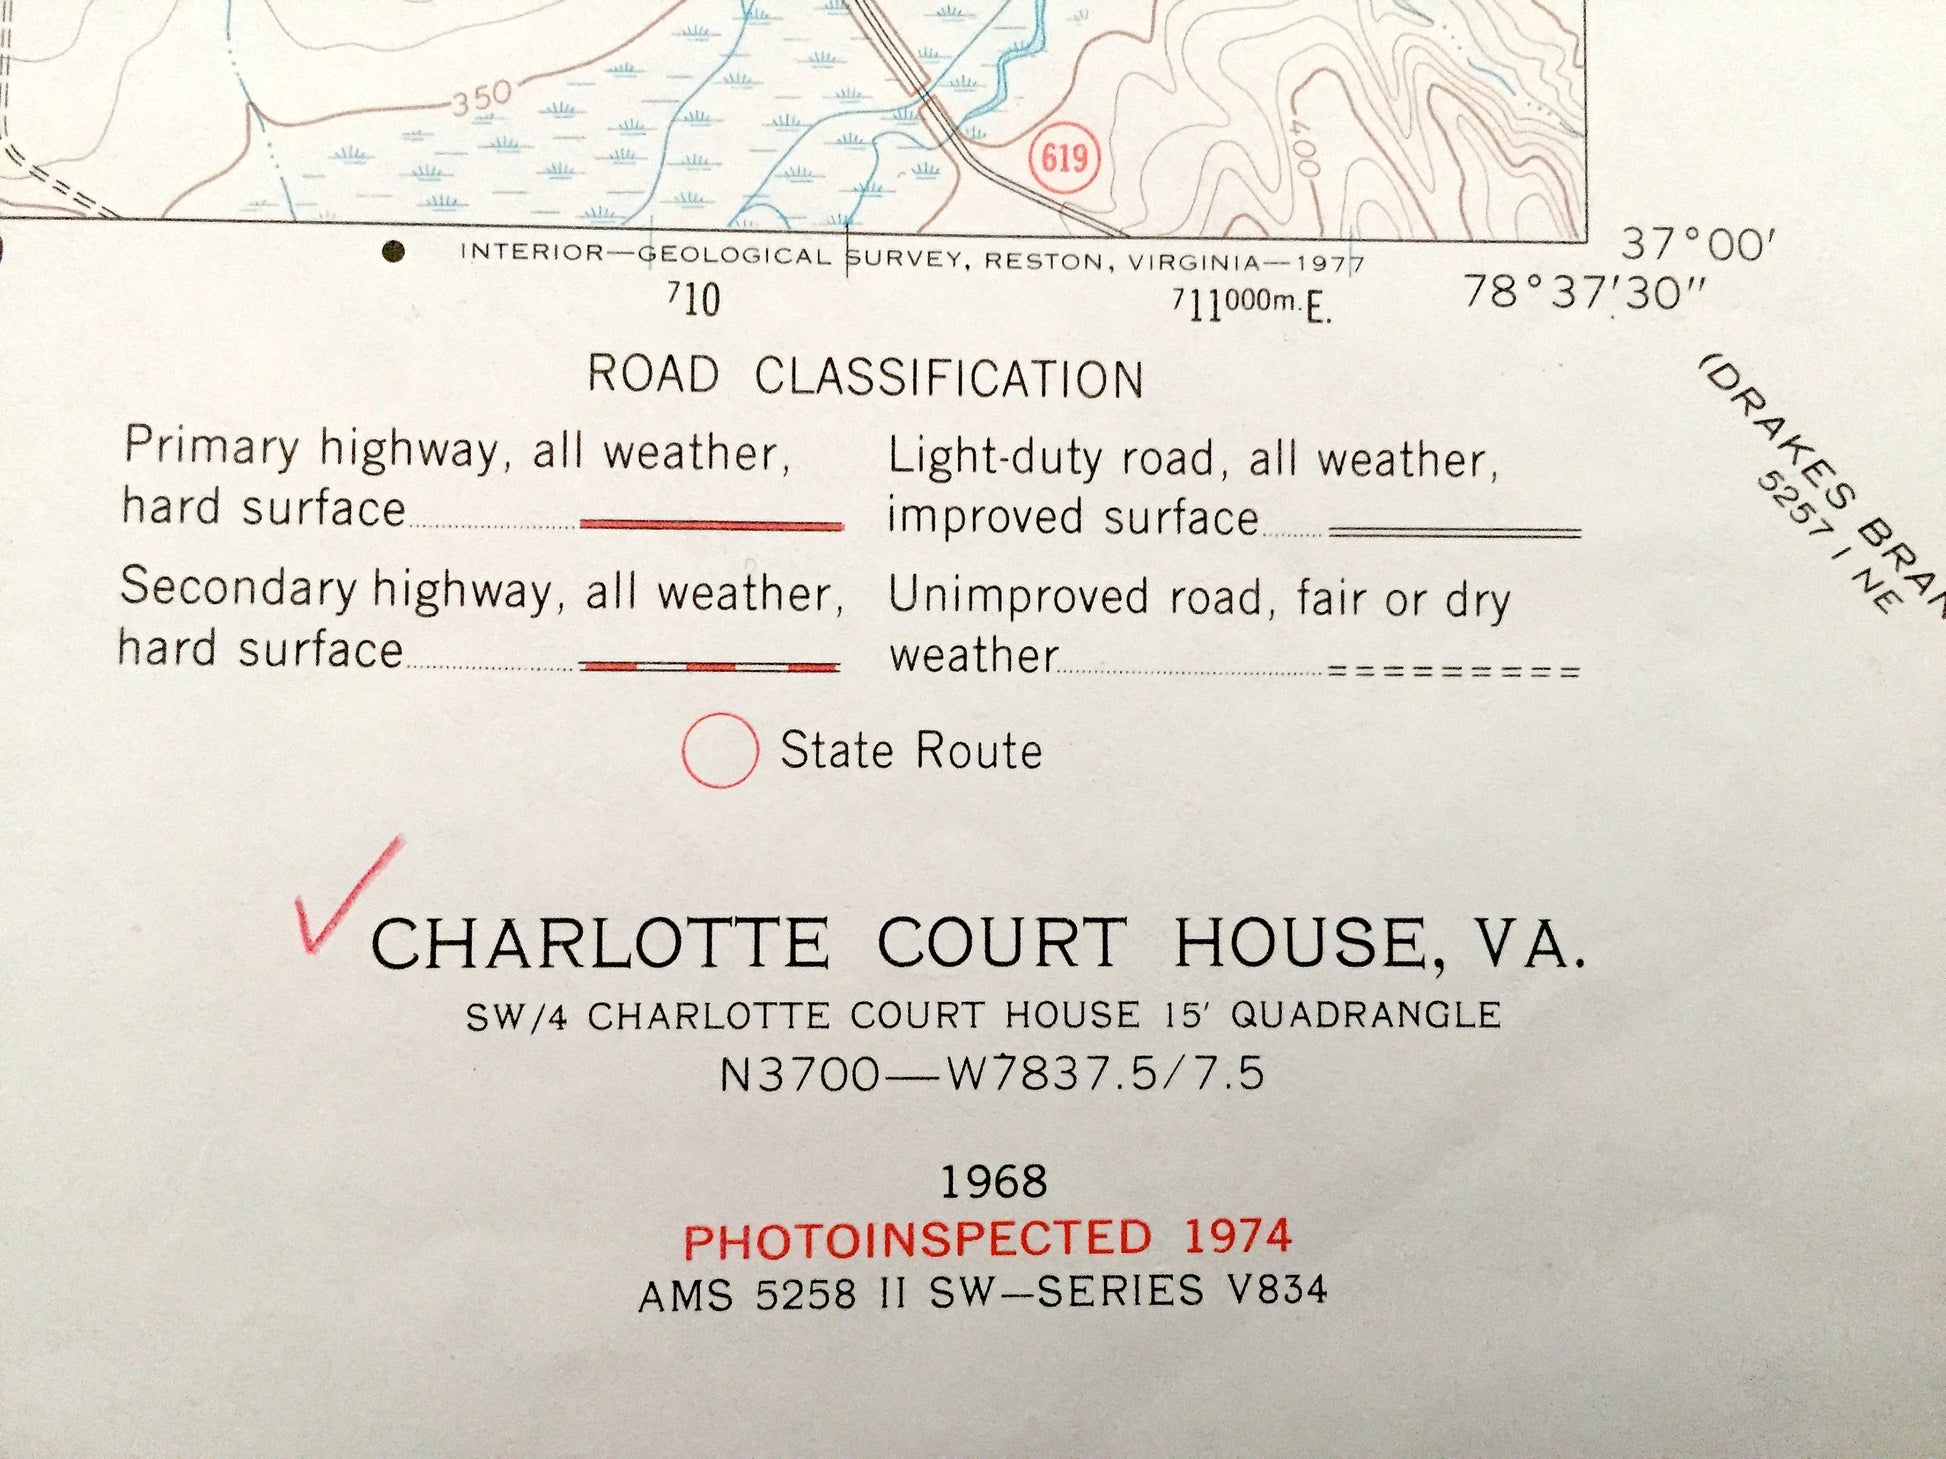 350
619
400
INTERIOR—GEOLOGICAL SURVEY, RESTON, VIRGINIA—1977
37°00'
710
711000m.E.
78°37'30"
ROAD CLASSIFICATION
Primary highway, all weather,
hard surface
Light-duty road, all weather,
improved surface
Secondary highway, all weather,
hard surface
Unimproved road, fair or dry
weather
State Route
(DRAKES BRAN
5257 I NE
CHARLOTTE COURT HOUSE, VA.
SW/4 CHARLOTTE COURT HOUSE 15' QUADRANGLE
N3700—W7837.5/7.5
1968
PHOTOINSPECTED 1974
AMS 5258 II SW—SERIES V834